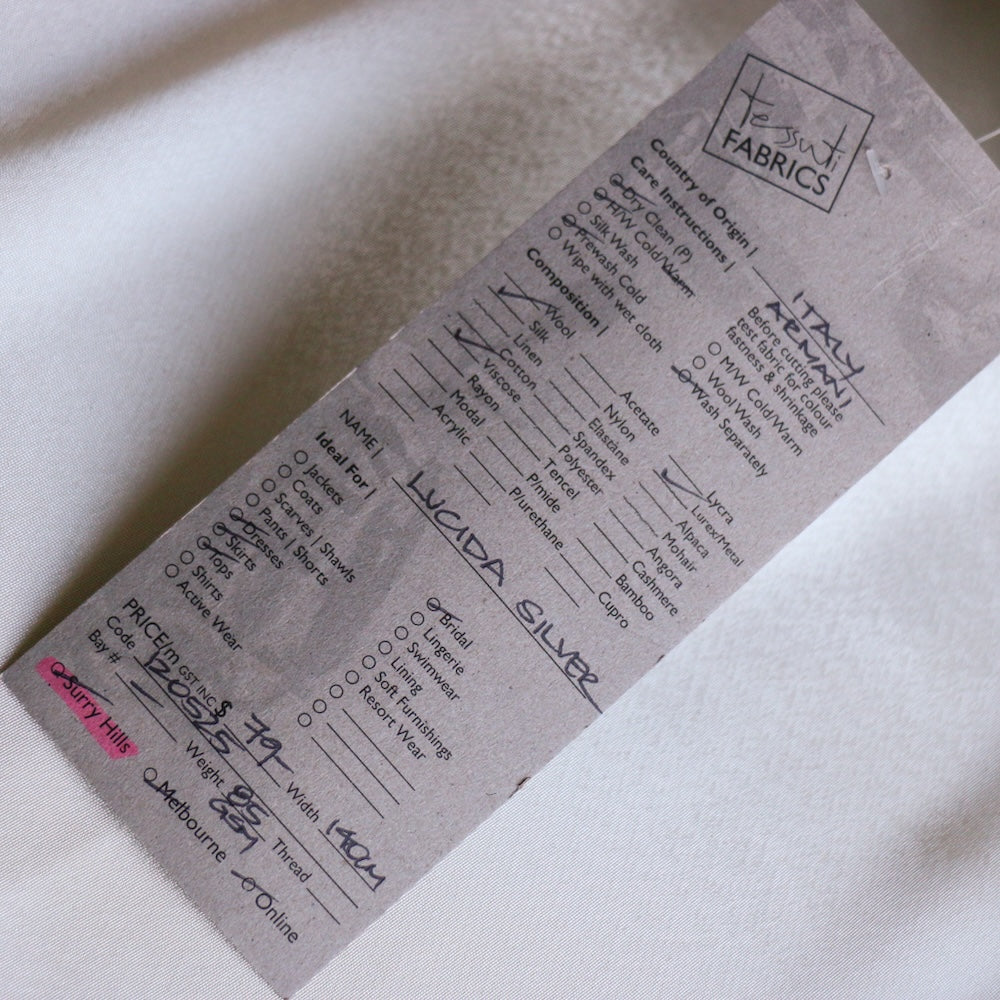 tessuti
FABRICS
Country of Origin | ITALY
ARMANI
Care Instructions |
Before cutting please
test fabric for colour
fastness & shrinkage
Dry Clean (P)
H/W Cold/Warm
Silk Wash
Prewash Cold
Wipe with wet cloth
M/W Cold/Warm
Wool Wash
Wash Separately
Composition |
Wool
Silk
Linen
Cotton
Viscose
Rayon
Modal
Acrylic
Acetate
Nylon
Elastane
Spandex
Polyester
Tencel
P/mide
P/urethane
Lycra
Lurex/Metal
Alpaca
Mohair
Angora
Cashmere
Bamboo
Cupro
NAME | LUCIDA SILVER
Ideal For |
Jackets
Coats
Scarves | Shawls
Pants | Shorts
Dresses
Skirts
Tops
Shirts
Active Wear
Bridal
Lingerie
Swimwear
Lining
Soft Furnishings
Resort Wear
PRICE/m GST INC $ 79- Width 140cm
Code 120525 Weight 85 GSM Thread
Bay #
Surry Hills Melbourne Online